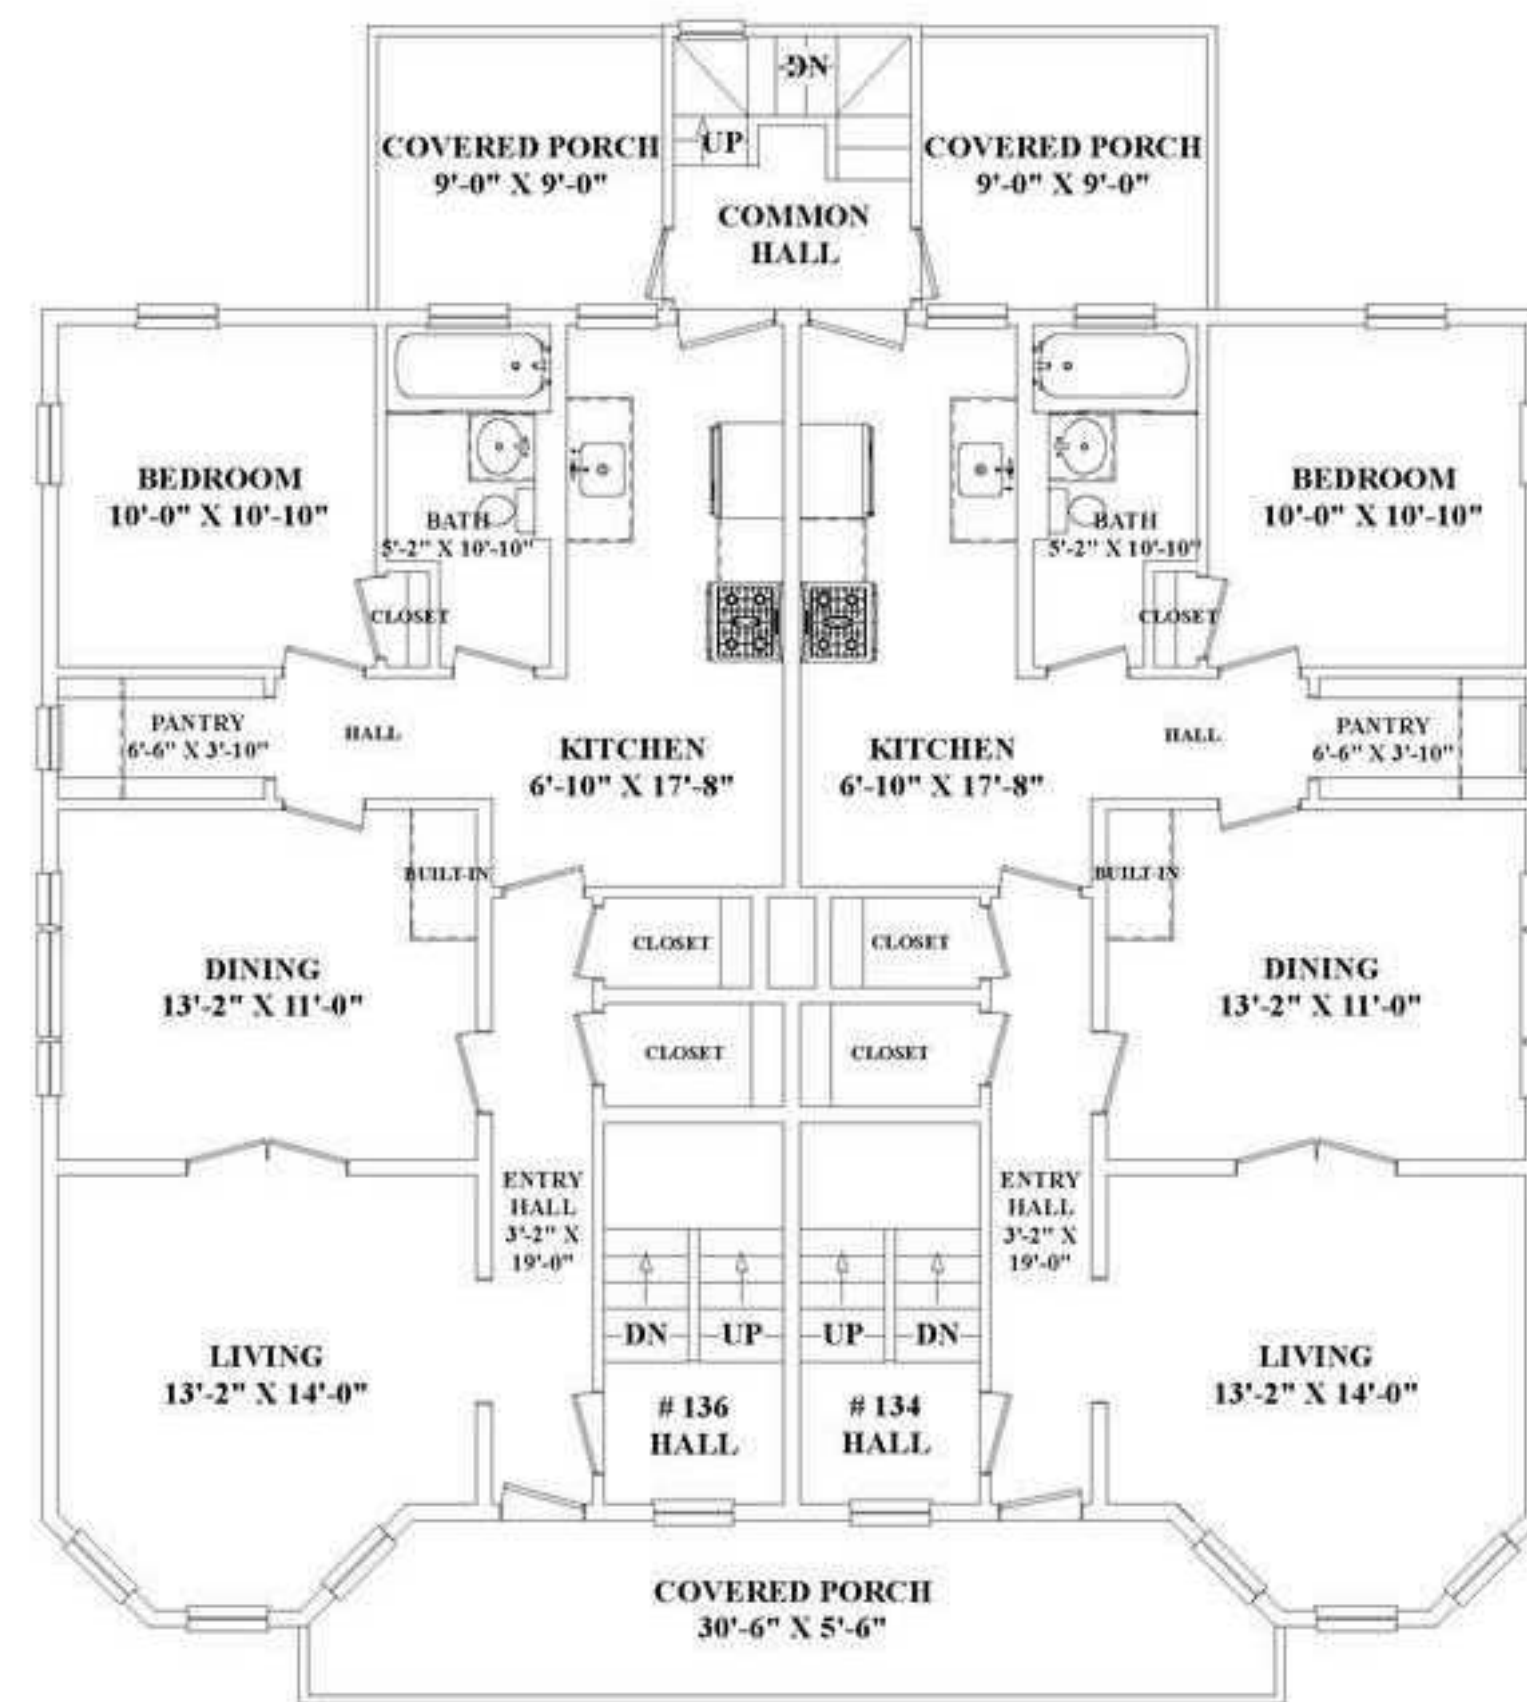 DN
UP
COVERED PORCH
9'-0" X 9'-0"
COVERED PORCH
9'-0" X 9'-0"
COMMON
HALL
BEDROOM
10'-0" X 10'-10"
BATH
5'-2" X 10'-10"
BATH
5'-2" X 10'-10"
BEDROOM
10'-0" X 10'-10"
CLOSET
CLOSET
PANTRY
6'-6" X 3'-10"
HALL
KITCHEN
6'-10" X 17'-8"
KITCHEN
6'-10" X 17'-8"
HALL
PANTRY
6'-6" X 3'-10"
BUILT-IN
BUILT-IN
CLOSET
CLOSET
DINING
13'-2" X 11'-0"
DINING
13'-2" X 11'-0"
CLOSET
CLOSET
ENTRY
HALL
3'-2" X
19'-0"
ENTRY
HALL
3'-2" X
19'-0"
DN
UP
UP
DN
LIVING
13'-2" X 14'-0"
LIVING
13'-2" X 14'-0"
# 136
HALL
# 134
HALL
COVERED PORCH
30'-6" X 5'-6"